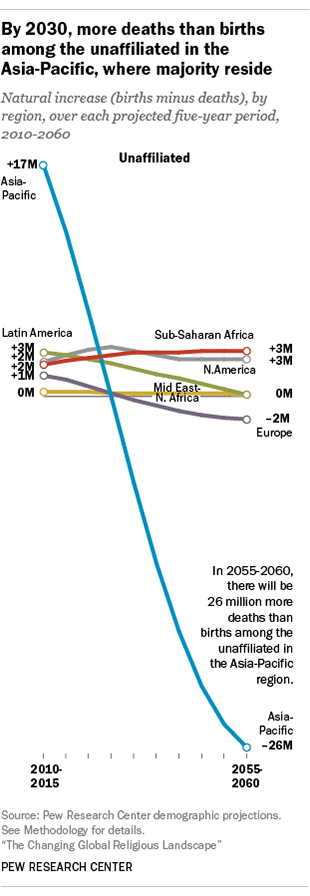 By 2030, more deaths than births
among the unaffiliated in the
Asia-Pacific, where majority reside
Natural increase (births minus deaths), by
region, over each projected five-year period,
2010-2060
Unaffiliated
+17M
Asia-
Pacific
Latin America
+3M
+2M
+2M
+1M
0M
Sub-Saharan Africa
+3M
+3M
N.America
Mid East-
N. Africa
0M
–2M
Europe
In 2055-2060,
there will be
26 million more
deaths than
births among the
unaffiliated in
the Asia-Pacific
region.
Asia-
Pacific
–26M
2010-
2015
2055-
2060
Source: Pew Research Center demographic projections.
See Methodology for details.
“The Changing Global Religious Landscape”
PEW RESEARCH CENTER